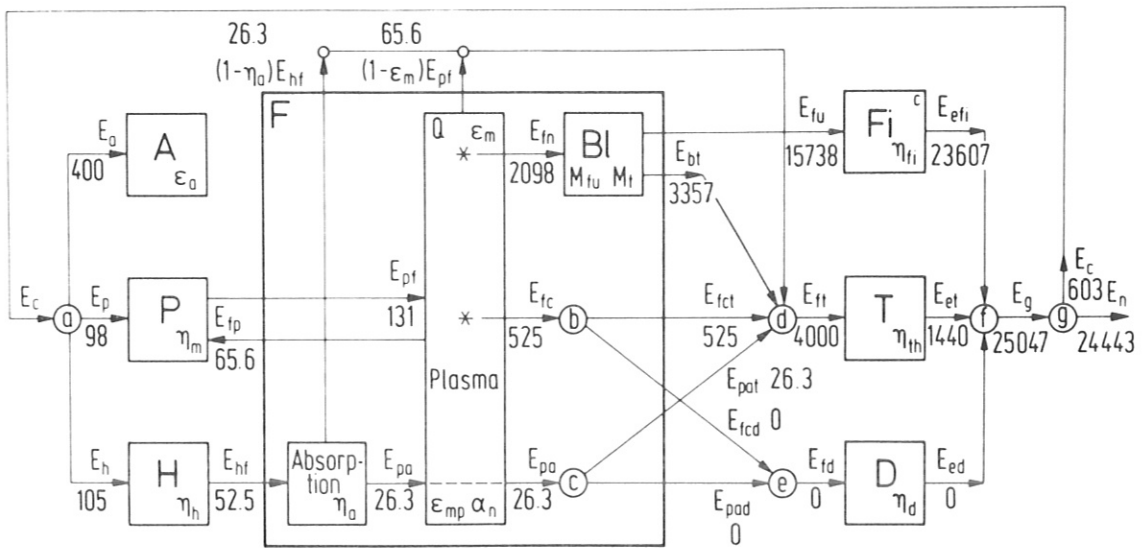 26.3 65.6
(1-ηa)Ehf (1-εm)Epf
F
Ea A
400 εa
Q εm
* Efn Bl
2098 Mfu Mt
Ebt
3357
Efu Fi c Eefi
15738 ηfi 23607
Ec a Ep P
98 ηm
Efp
65.6
Epf
131
* Efc b Efct d Eft T Eet f Eg g Ec
525 525 4000 ηth 1440 25047 603 En
24443
Plasma
Epat 26.3
Efcd 0
Eh H Ehf Absorp-
105 ηh 52.5 tion
ηa
Epa
26.3
εmp αn
Epa c
26.3
e Efd D Eed
0 ηd 0
Epad
0